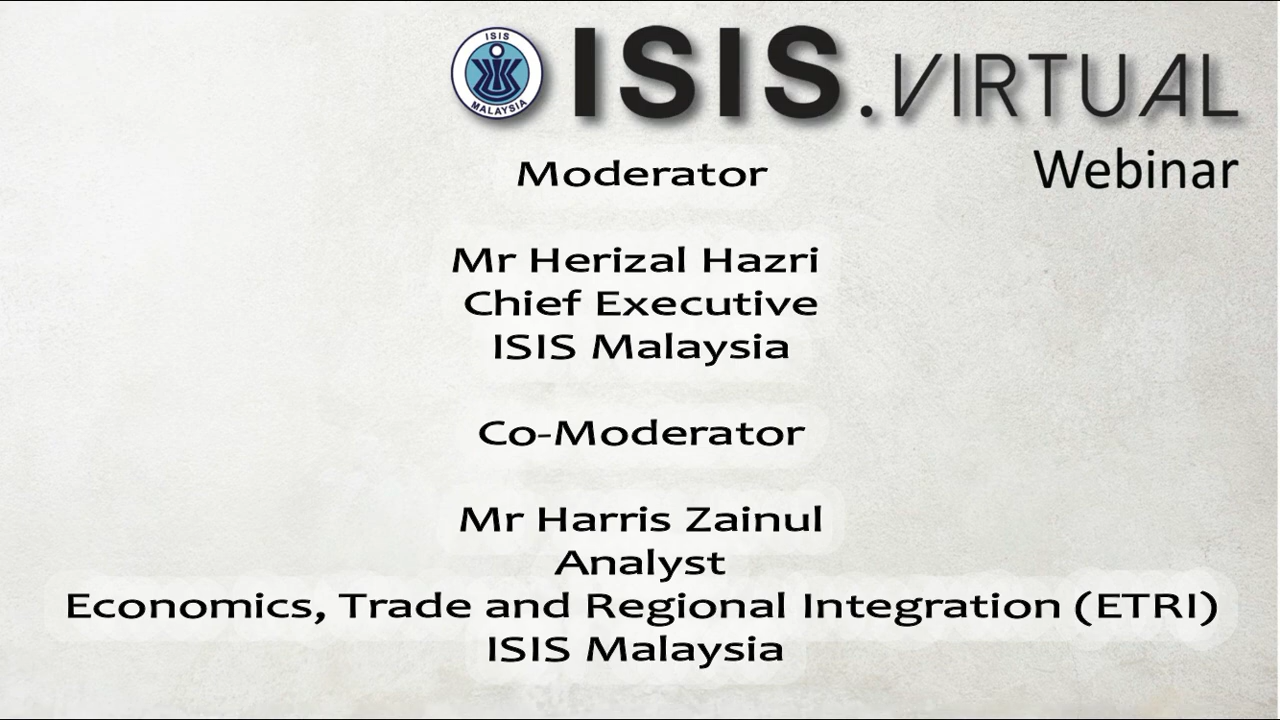 ISIS
MALAYSIA
ISIS.VIRTUAL
Webinar
Moderator
Mr Herizal Hazri
Chief Executive
ISIS Malaysia
Co-Moderator
Mr Harris Zainul
Analyst
Economics, Trade and Regional Integration (ETRI)
ISIS Malaysia